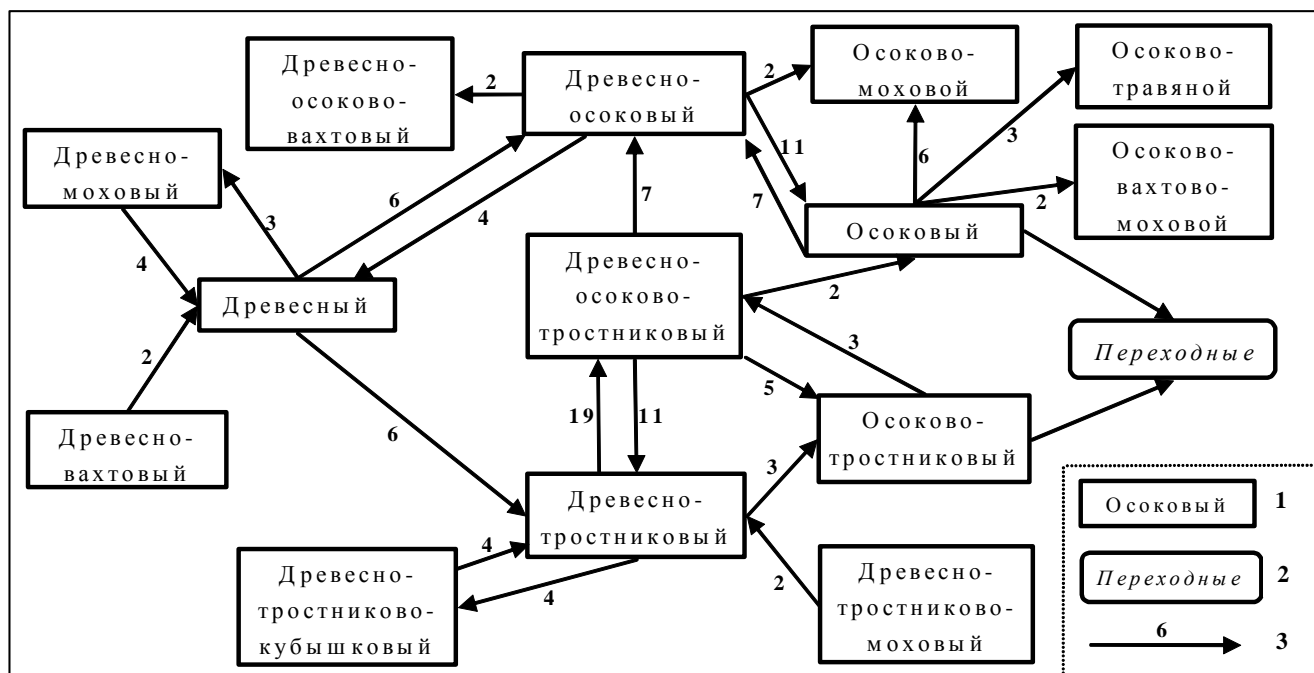 Древесно-
осоково-
вахтовый
2
Древесно-
осоковый
2
Осоково-
моховой
Осоково-
травяной
Древесно-
моховый
6
3
4
7
11
7
6
3
2
Осоково-
вахтово-
моховой
Осоковый
4
3
Древесный
2
Древесно-
осоково-
тростниковый
2
3
Переходные
2
Древесно-
вахтовый
6
19
11
5
Осоково-
тростниковый
3
Древесно-
тростниковый
4
4
Древесно-
тростниково-
кубышковый
2
Древесно-
тростниково-
моховый
Осоковый 1
Переходные 2
6 3